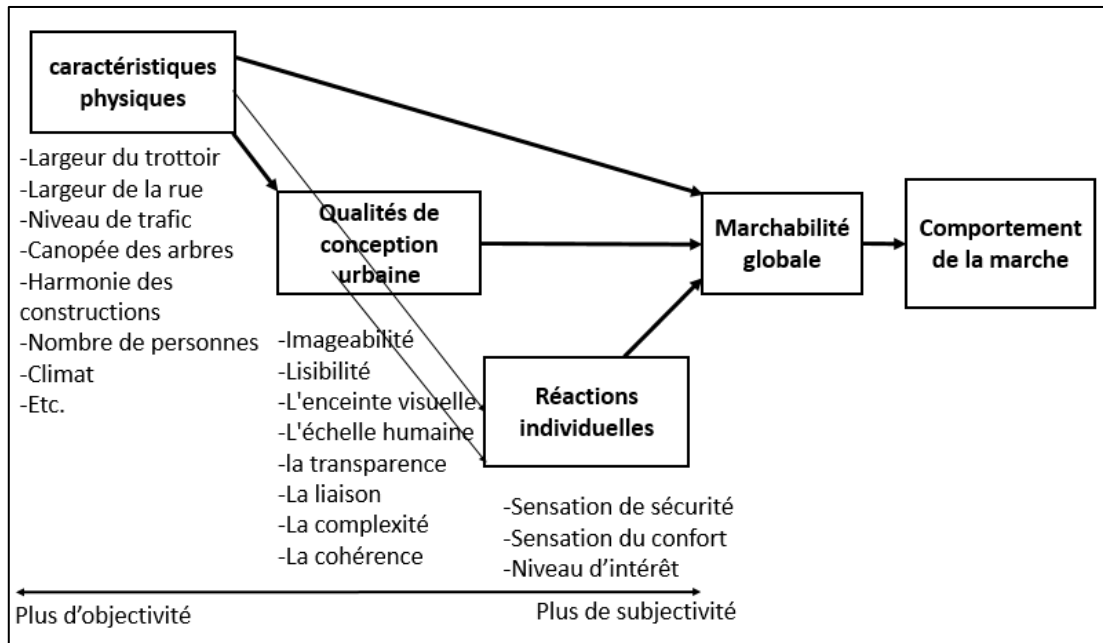 caractéristiques
physiques
-Largeur du trottoir
-Largeur de la rue
-Niveau de trafic
-Canopée des arbres
-Harmonie des
constructions
-Nombre de personnes
-Climat
-Etc.
Qualités de
conception
urbaine
-Imageabilité
-Lisibilité
-L'enceinte visuelle
-L'échelle humaine
-la transparence
-La liaison
-La complexité
-La cohérence
Réactions
individuelles
-Sensation de sécurité
-Sensation du confort
-Niveau d’intérêt
Marchabilité
globale
Comportement
de la marche
Plus d’objectivité
Plus de subjectivité